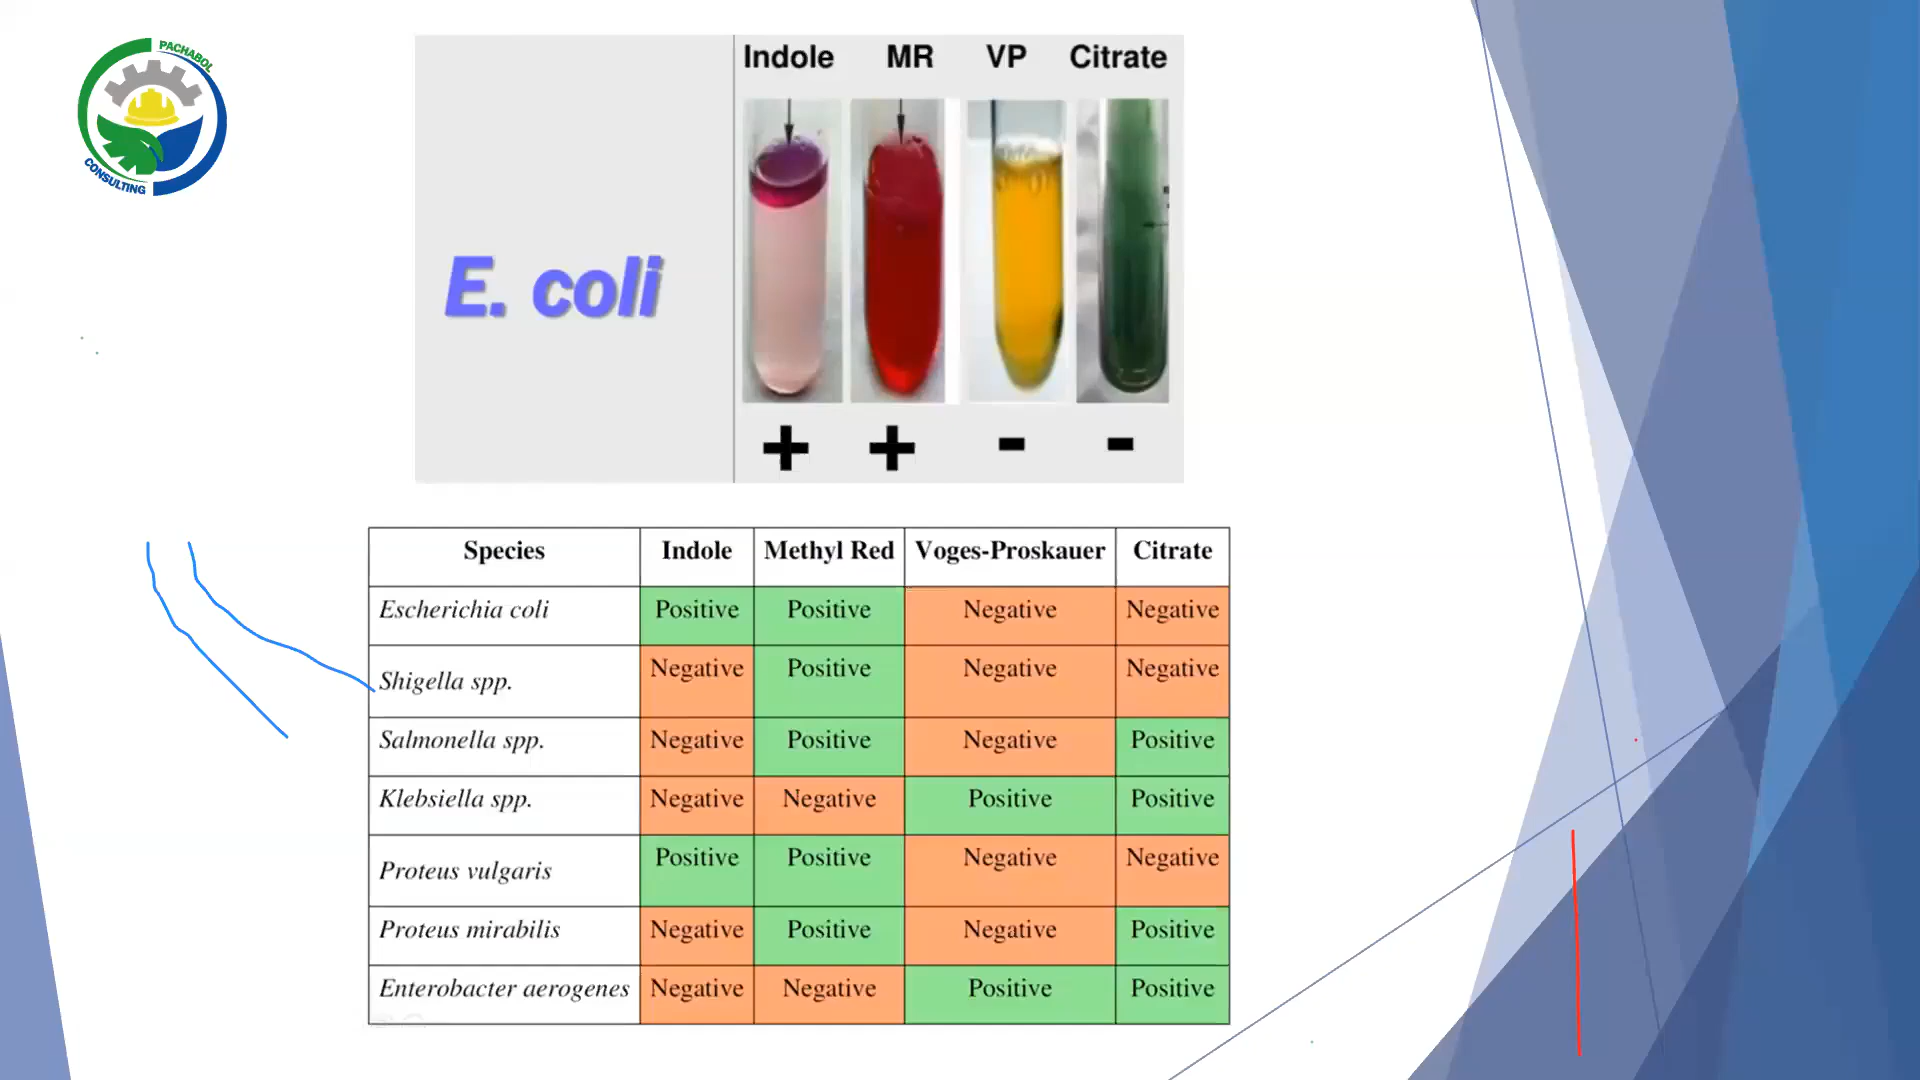 PACHABOL
CONSULTING
Indole MR VP Citrate
E. coli
+ + - -
Species Indole Methyl Red Voges-Proskauer Citrate
Escherichia coli Positive Positive Negative Negative
Shigella spp. Negative Positive Negative Negative
Salmonella spp. Negative Positive Negative Positive
Klebsiella spp. Negative Negative Positive Positive
Proteus vulgaris Positive Positive Negative Negative
Proteus mirabilis Negative Positive Negative Positive
Enterobacter aerogenes Negative Negative Positive Positive